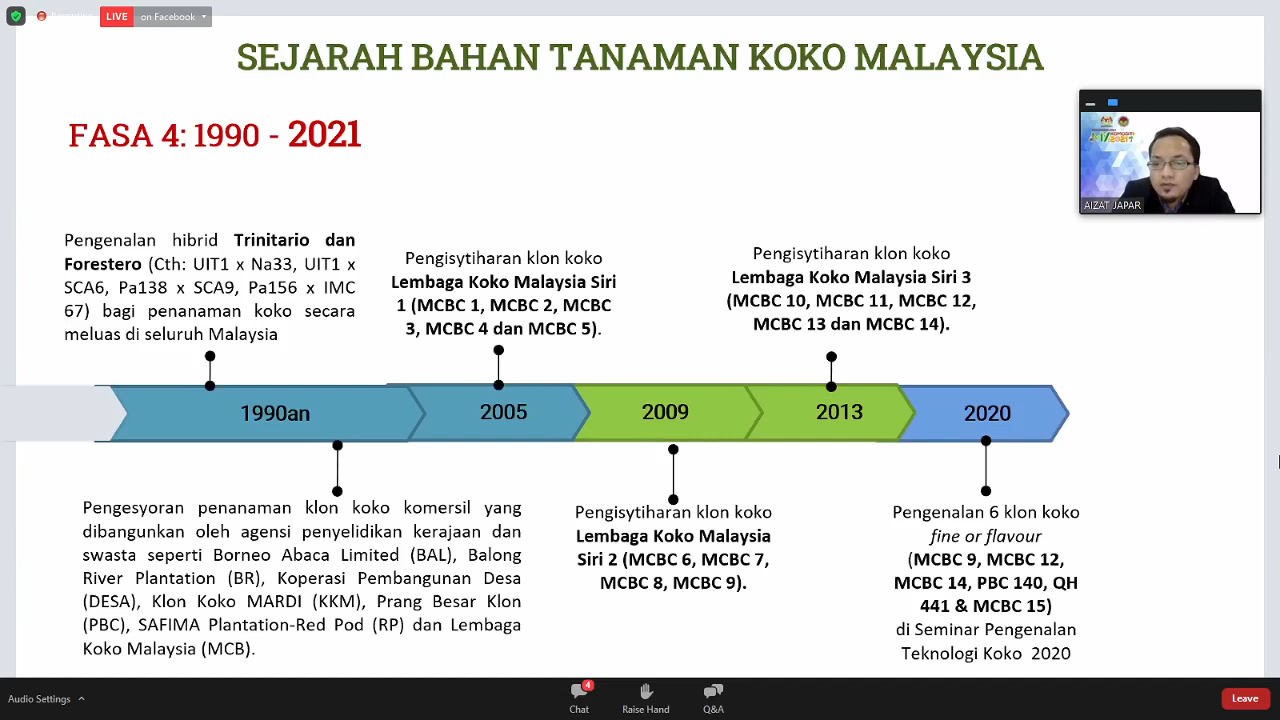 LIVE on Facebook
SEJARAH BAHAN TANAMAN KOKO MALAYSIA
FASA 4: 1990 - 2021
AIZAT JAPAR
Pengenalan hibrid Trinitario dan
Forestero (Cth: UIT1 x Na33, UIT1 x
SCA6, Pa138 x SCA9, Pa156 x IMC
67) bagi penanaman koko secara
meluas di seluruh Malaysia
Pengisytiharan klon koko
Lembaga Koko Malaysia Siri
1 (MCBC 1, MCBC 2, MCBC
3, MCBC 4 dan MCBC 5).
Pengisytiharan klon koko
Lembaga Koko Malaysia Siri 3
(MCBC 10, MCBC 11, MCBC 12,
MCBC 13 dan MCBC 14).
1990an
2005
2009
2013
2020
Pengesyoran penanaman klon koko komersil yang
dibangunkan oleh agensi penyelidikan kerajaan dan
swasta seperti Borneo Abaca Limited (BAL), Balong
River Plantation (BR), Koperasi Pembangunan Desa
(DESA), Klon Koko MARDI (KKM), Prang Besar Klon
(PBC), SAFIMA Plantation-Red Pod (RP) dan Lembaga
Koko Malaysia (MCB).
Pengisytiharan klon koko
Lembaga Koko Malaysia
Siri 2 (MCBC 6, MCBC 7,
MCBC 8, MCBC 9).
Pengenalan 6 klon koko
fine or flavour
(MCBC 9, MCBC 12,
MCBC 14, PBC 140, QH
441 & MCBC 15)
di Seminar Pengenalan
Teknologi Koko 2020
Audio Settings
4
Chat
Raise Hand
Q&A
Leave